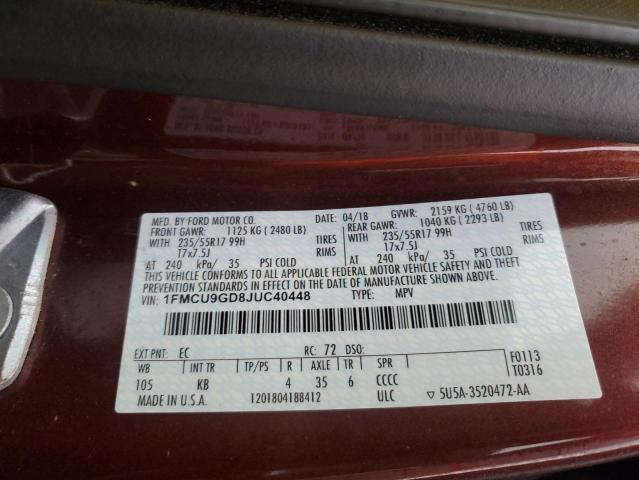 MFD. BY FORD MOTOR CO. DATE: 04/18 GVWR: 2159 KG ( 4760 LB)
FRONT GAWR: 1125 KG ( 2480 LB) REAR GAWR: 1040 KG ( 2293 LB)
WITH 235/55R17 99H TIRES WITH 235/55R17 99H TIRES
17x7.5J RIMS 17x7.5J RIMS
AT 240 kPa/ 35 PSI COLD AT 240 kPa/ 35 PSI COLD
THIS VEHICLE CONFORMS TO ALL APPLICABLE FEDERAL MOTOR VEHICLE SAFETY AND THEFT
PREVENTION STANDARDS IN EFFECT ON THE DATE OF MANUFACTURE SHOWN ABOVE.
VIN: 1FMCU9GD8JUC40448 TYPE: MPV
EXT PNT: EC RC: 72 DSO: F0113
WB INT TR TP/PS R AXLE TR SPR T0316
105 KB 4 35 6 CCCC
1201804188412 ULC ▽ 5U5A-3520472-AA